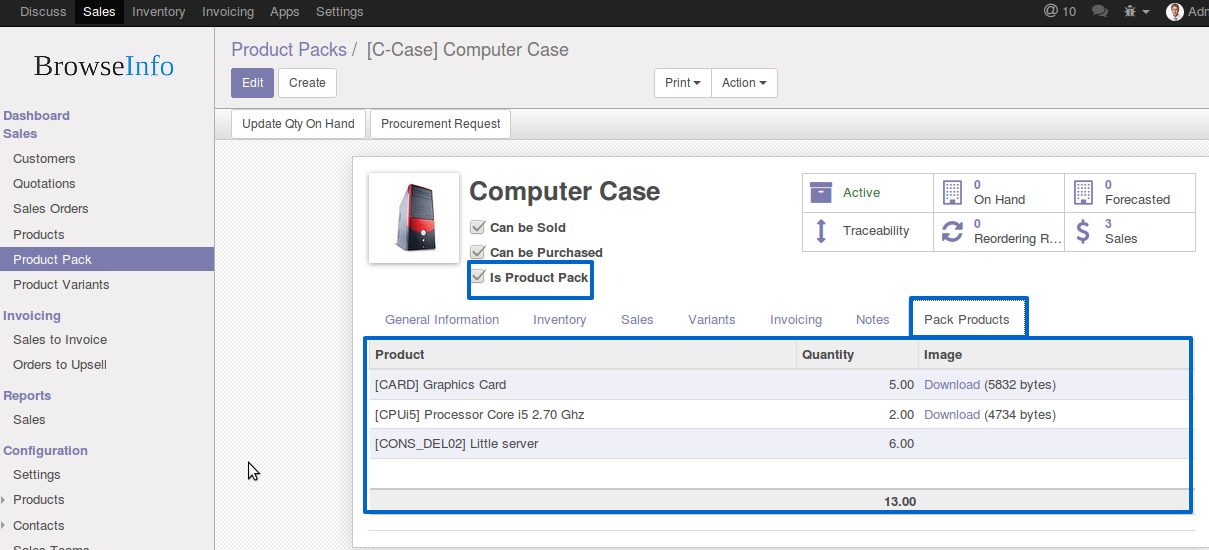 Discuss Sales Inventory Invoicing Apps Settings @ 10
BrowseInfo
Product Packs / [C-Case] Computer Case
Edit Create Print Action
Update Qty On Hand Procurement Request
Dashboard
Sales
Customers
Quotations
Sales Orders
Products
Product Pack
Product Variants
Invoicing
Sales to Invoice
Orders to Upsell
Reports
Sales
Configuration
Settings
Products
Contacts
Sales Teams
Computer Case
Can be Sold
Can be Purchased
Is Product Pack
Active
0
On Hand
0
Forecasted
Traceability
0
Reordering R...
3
Sales
General Information Inventory Sales Variants Invoicing Notes Pack Products
Product Quantity Image
[CARD] Graphics Card 5.00 Download (5832 bytes)
[CPUi5] Processor Core i5 2.70 Ghz 2.00 Download (4734 bytes)
[CONS_DEL02] Little server 6.00
13.00